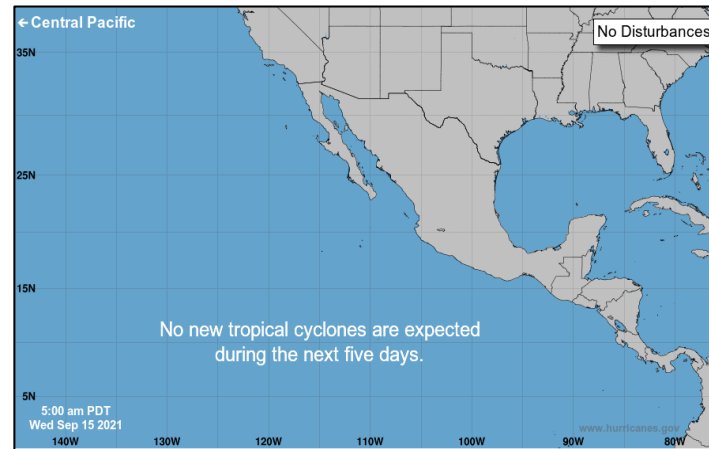 ← Central Pacific
No Disturbances
35N
25N
15N
No new tropical cyclones are expected
during the next five days.
5N
5:00 am PDT
Wed Sep 15 2021
www.hurricanes.gov
140W 130W 120W 110W 100W 90W 80W